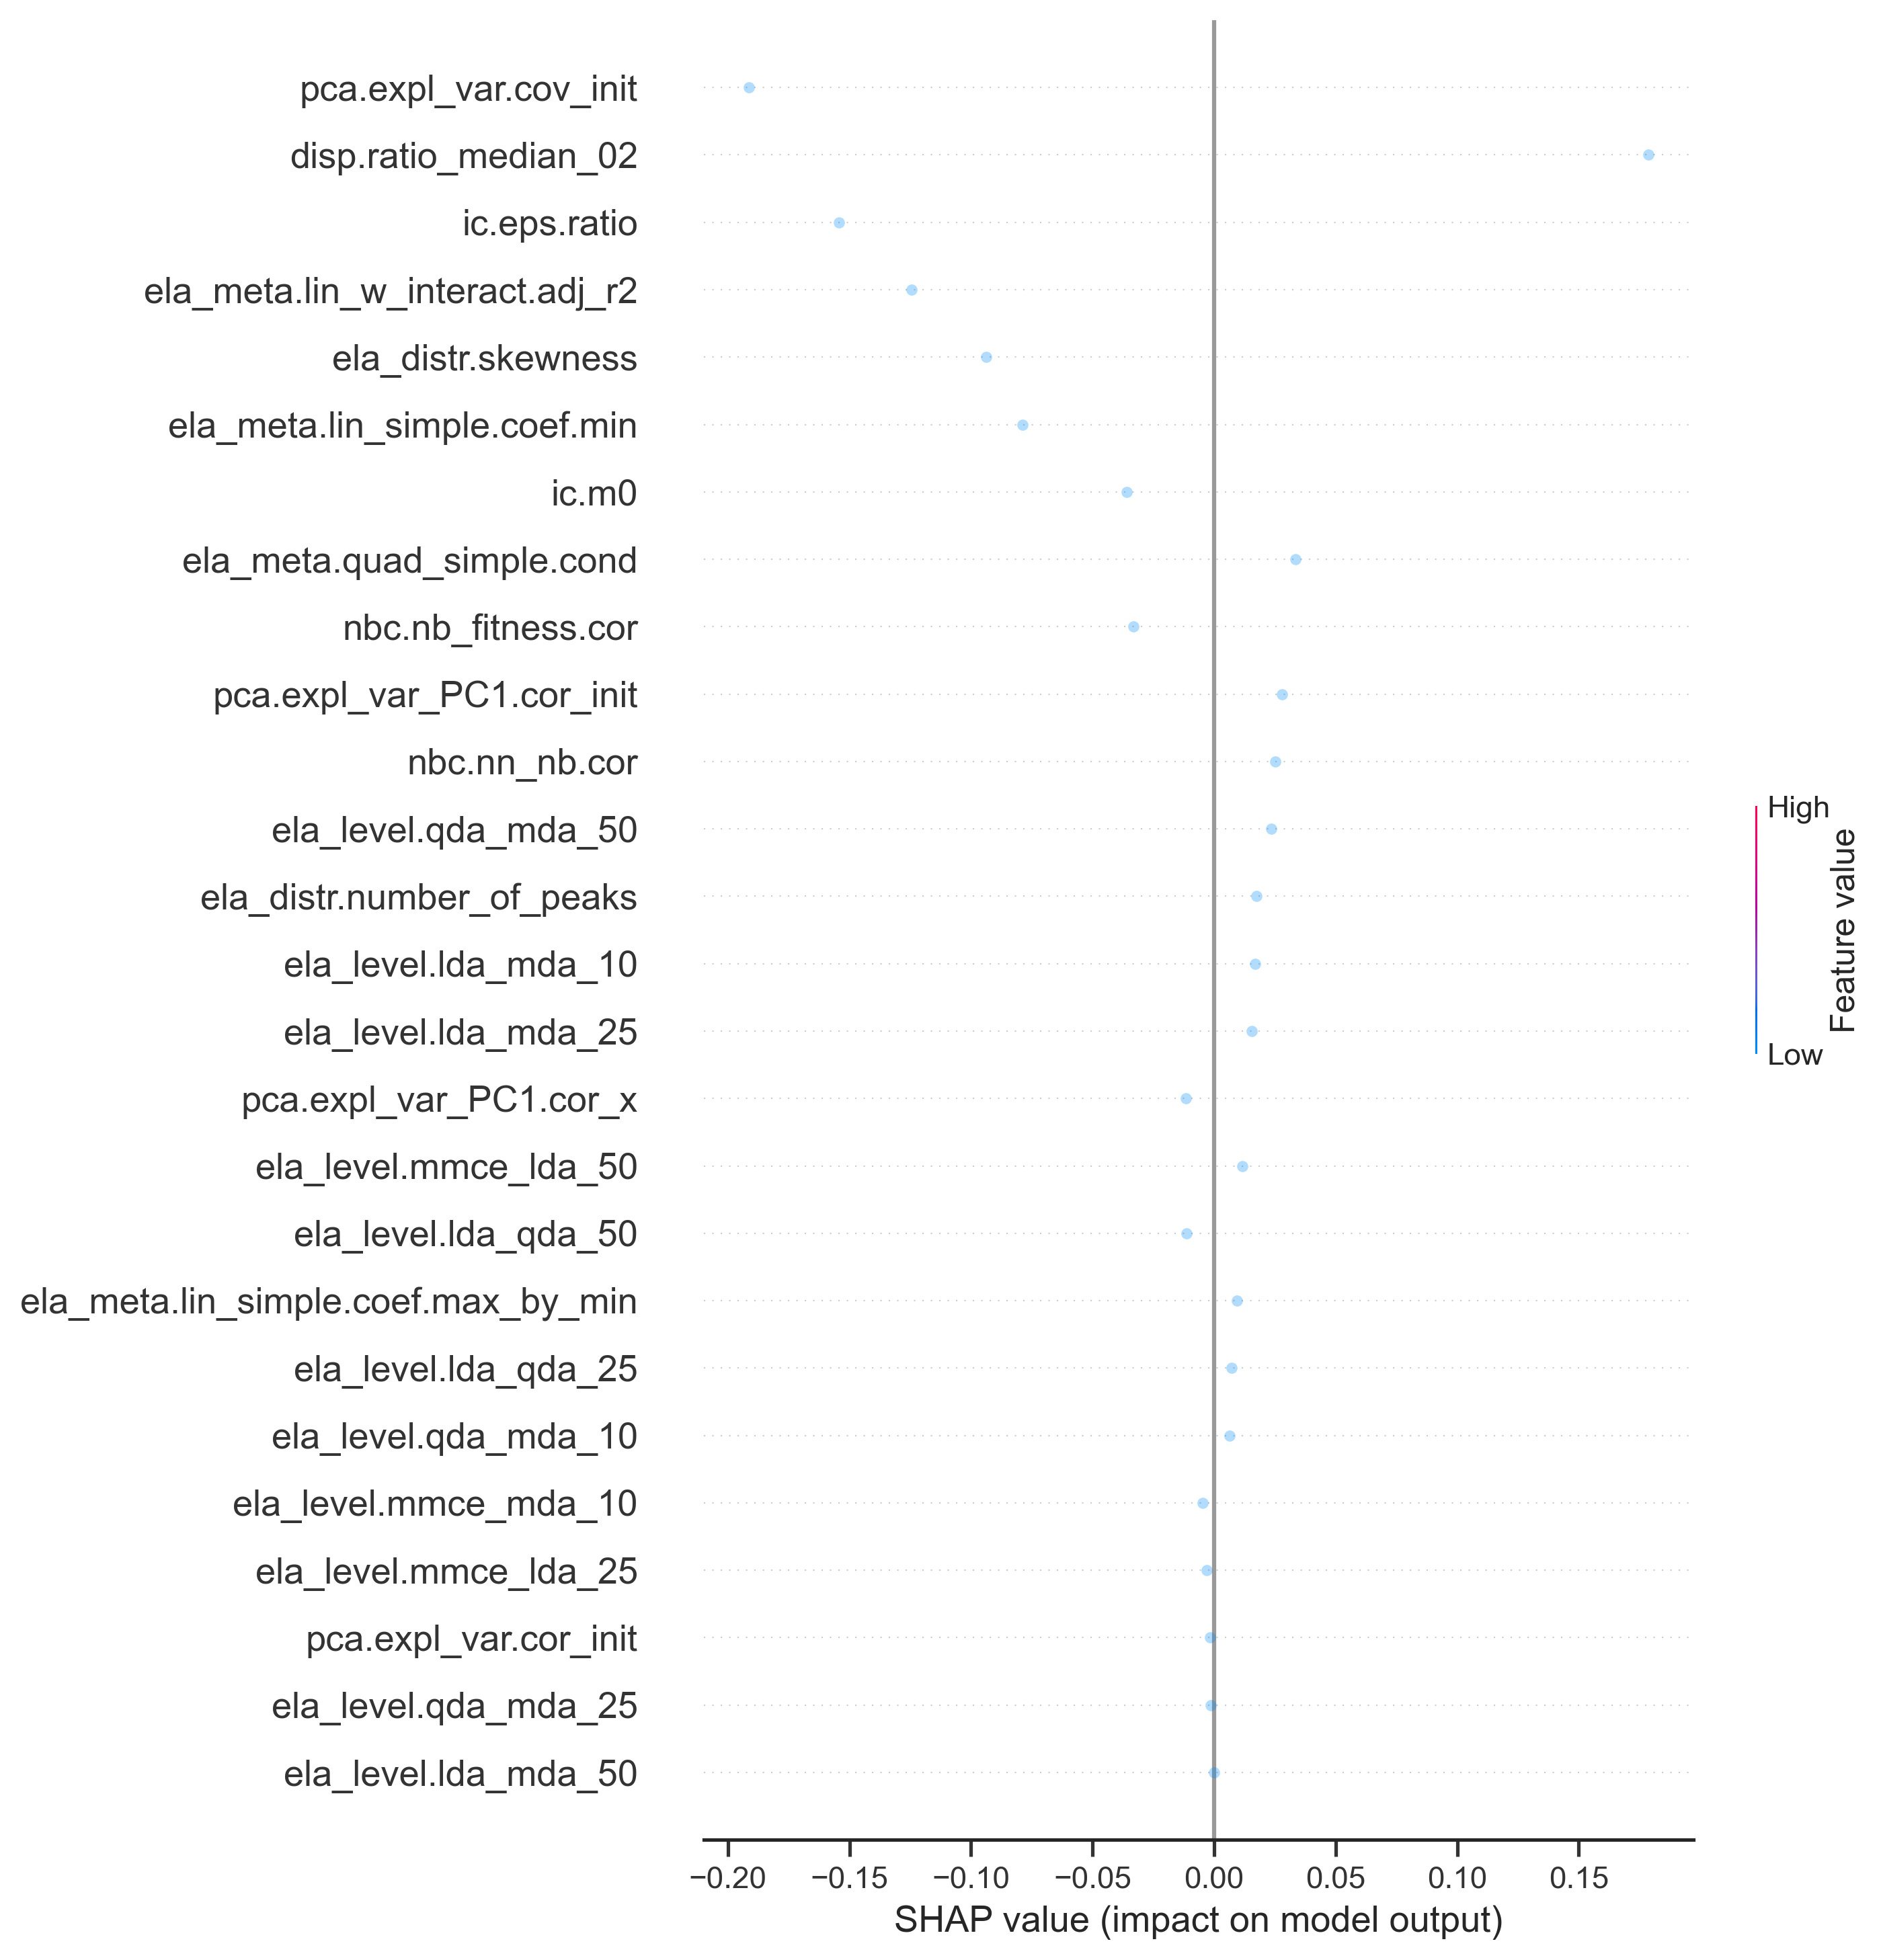 pca.expl_var.cov_init
disp.ratio_median_02
ic.eps.ratio
ela_meta.lin_w_interact.adj_r2
ela_distr.skewness
ela_meta.lin_simple.coef.min
ic.m0
ela_meta.quad_simple.cond
nbc.nb_fitness.cor
pca.expl_var_PC1.cor_init
nbc.nn_nb.cor
ela_level.qda_mda_50
ela_distr.number_of_peaks
ela_level.lda_mda_10
ela_level.lda_mda_25
pca.expl_var_PC1.cor_x
ela_level.mmce_lda_50
ela_level.lda_qda_50
ela_meta.lin_simple.coef.max_by_min
ela_level.lda_qda_25
ela_level.qda_mda_10
ela_level.mmce_mda_10
ela_level.mmce_lda_25
pca.expl_var.cor_init
ela_level.qda_mda_25
ela_level.lda_mda_50
−0.20 −0.15 −0.10 −0.05 0.00 0.05 0.10 0.15
SHAP value (impact on model output)
High
Feature value
Low